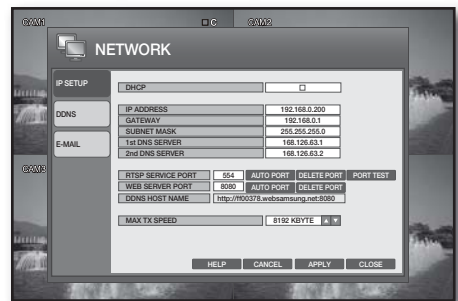 CAM1
C
CAM2
NETWORK
IP SETUP
DHCP
DDNS
IP ADDRESS 192.168.0.200
GATEWAY 192.168.0.1
SUBNET MASK 255.255.255.0
E-MAIL
1st DNS SERVER 168.126.63.1
2nd DNS SERVER 168.126.63.2
CAM3
RTSP SERVICE PORT 554 AUTO PORT DELETE PORT PORT TEST
WEB SERVER PORT 8080 AUTO PORT DELETE PORT
DDNS HOST NAME http://ff00378.websamsung.net:8080
MAX TX SPEED 8192 KBYTE
HELP CANCEL APPLY CLOSE